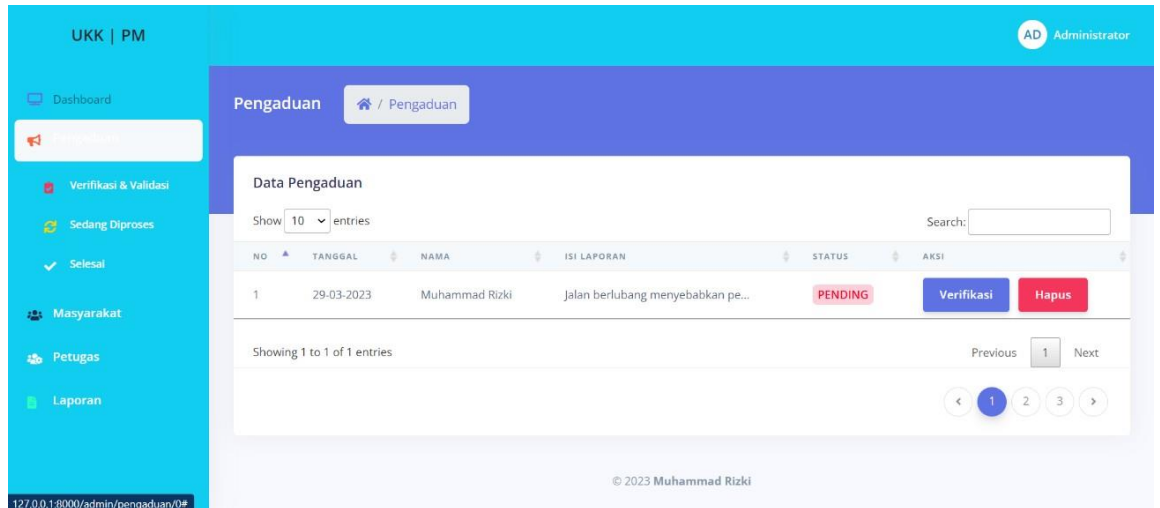 UKK | PM
AD Administrator
Dashboard
Verifikasi & Validasi
Sedang Diproses
Selesai
Masyarakat
Petugas
Laporan
Pengaduan
/ Pengaduan
Data Pengaduan
Show 10 entries
Search:
NO TANGGAL NAMA ISI LAPORAN STATUS AKSI
1 29-03-2023 Muhammad Rizki Jalan berlubang menyebabkan pe... PENDING Verifikasi Hapus
Showing 1 to 1 of 1 entries
Previous 1 Next
1 2 3
© 2023 Muhammad Rizki
127.0.0.1:8000/admin/pengaduan/0#